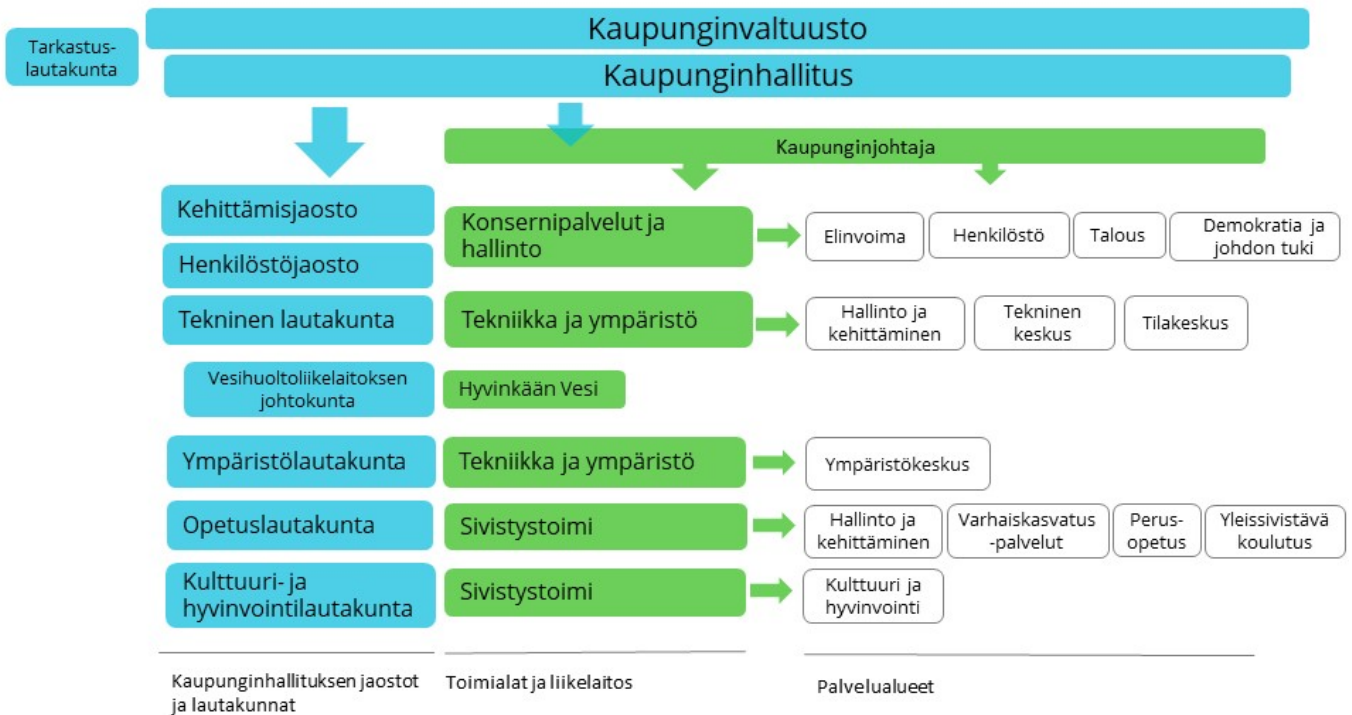 Kaupunginvaltuusto
Tarkastus-
lautakunta
Kaupunginhallitus
Kaupunginjohtaja
Kehittämisjaosto
Henkilöstöjaosto
Konsernipalvelut ja
hallinto
Elinvoima
Henkilöstö
Talous
Demokratia ja
johdon tuki
Tekninen lautakunta
Tekniikka ja ympäristö
Hallinto ja
kehittäminen
Tekninen
keskus
Tilakeskus
Vesihuoltoliikelaitoksen
johtokunta
Hyvinkään Vesi
Ympäristölautakunta
Tekniikka ja ympäristö
Ympäristökeskus
Opetuslautakunta
Sivistystoimi
Hallinto ja
kehittäminen
Varhaiskasvatus
-palvelut
Perus-
opetus
Yleissivistävä
koulutus
Kulttuuri- ja
hyvinvointilautakunta
Sivistystoimi
Kulttuuri ja
hyvinvointi
Kaupunginhallituksen jaostot
ja lautakunnat
Toimialat ja liikelaitos
Palvelualueet